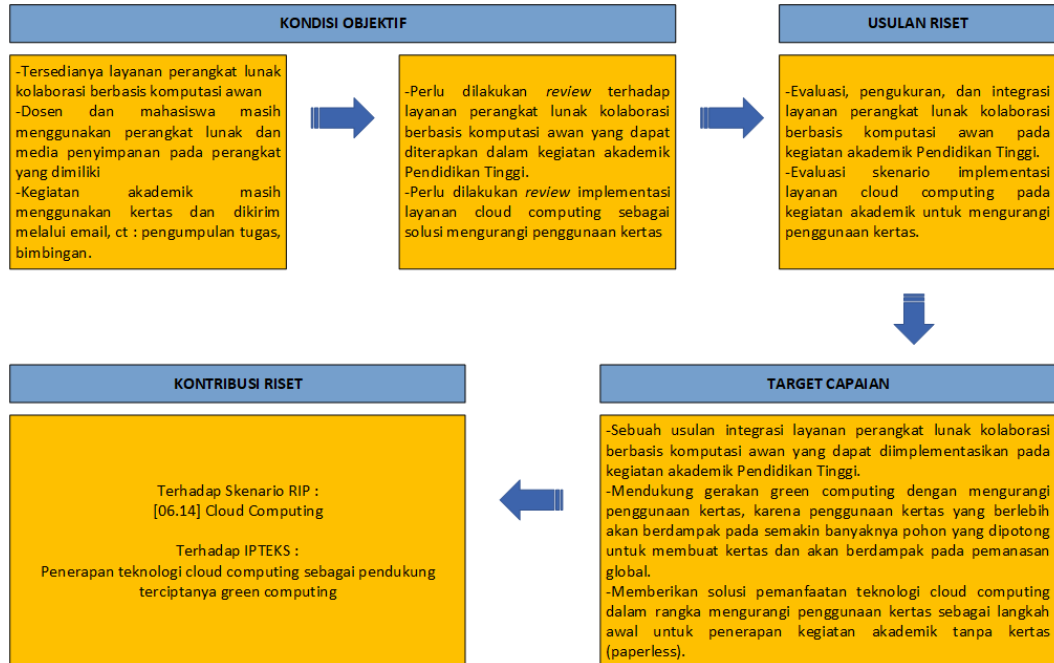 KONDISI OBJEKTIF
-Tersedianya layanan perangkat lunak
kolaborasi berbasis komputasi awan
-Dosen dan mahasiswa masih
menggunakan perangkat lunak dan
media penyimpanan pada perangkat
yang dimiliki
-Kegiatan akademik masih
menggunakan kertas dan dikirim
melalui email, ct : pengumpulan tugas,
bimbingan.
-Perlu dilakukan review terhadap
layanan perangkat lunak kolaborasi
berbasis komputasi awan yang dapat
diterapkan dalam kegiatan akademik
Pendidikan Tinggi.
-Perlu dilakukan review implementasi
layanan cloud computing sebagai
solusi mengurangi penggunaan kertas
USULAN RISET
-Evaluasi, pengukuran, dan integrasi
layanan perangkat lunak kolaborasi
berbasis komputasi awan pada
kegiatan akademik Pendidikan Tinggi.
-Evaluasi skenario implementasi
layanan cloud computing pada
kegiatan akademik untuk mengurangi
penggunaan kertas.
TARGET CAPAIAN
-Sebuah usulan integrasi layanan perangkat lunak kolaborasi
berbasis komputasi awan yang dapat diimplementasikan pada
kegiatan akademik Pendidikan Tinggi.
-Mendukung gerakan green computing dengan mengurangi
penggunaan kertas, karena penggunaan kertas yang berlebih
akan berdampak pada semakin banyaknya pohon yang dipotong
untuk membuat kertas dan akan berdampak pada pemanasan
global.
-Memberikan solusi pemanfaatan teknologi cloud computing
dalam rangka mengurangi penggunaan kertas sebagai langkah
awal untuk penerapan kegiatan akademik tanpa kertas
(paperless).
KONTRIBUSI RISET
Terhadap Skenario RIP :
[06.14] Cloud Computing
Terhadap IPTEKS :
Penerapan teknologi cloud computing sebagai pendukung
terciptanya green computing